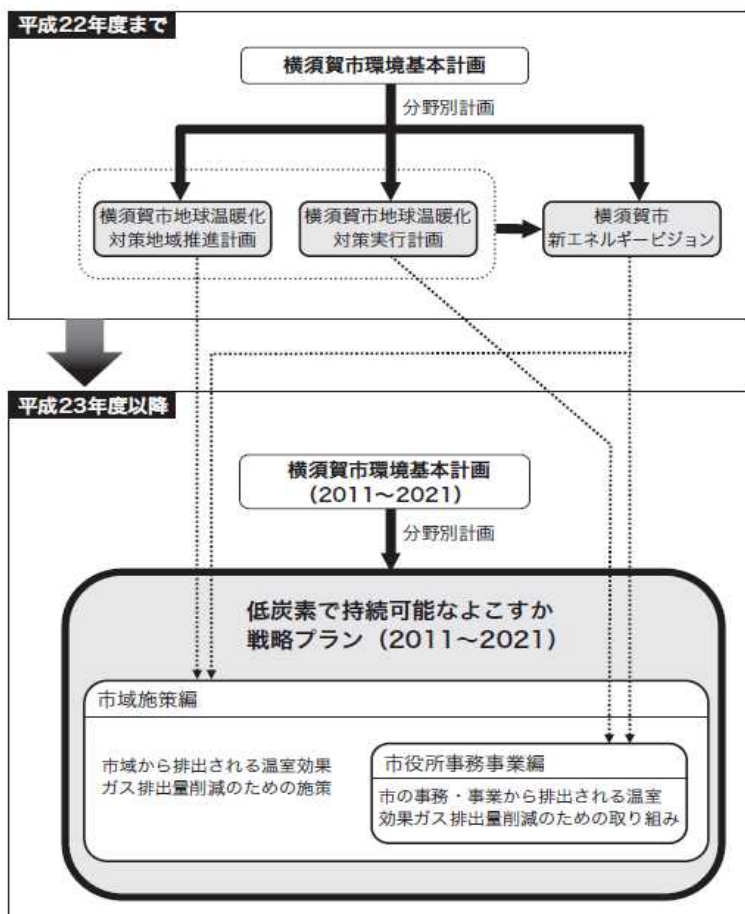 平成22年度まで
横須賀市環境基本計画
分野別計画
横須賀市地球温暖化
対策地域推進計画
横須賀市地球温暖化
対策実行計画
横須賀市
新エネルギービジョン
平成23年度以降
横須賀市環境基本計画
(2011~2021)
分野別計画
低炭素で持続可能なよこすか
戦略プラン(2011~2021)
市域施策編
市域から排出される温室効果
ガス排出量削減のための施策
市役所事務事業編
市の事務・事業から排出される温室
効果ガス排出量削減のための取り組み